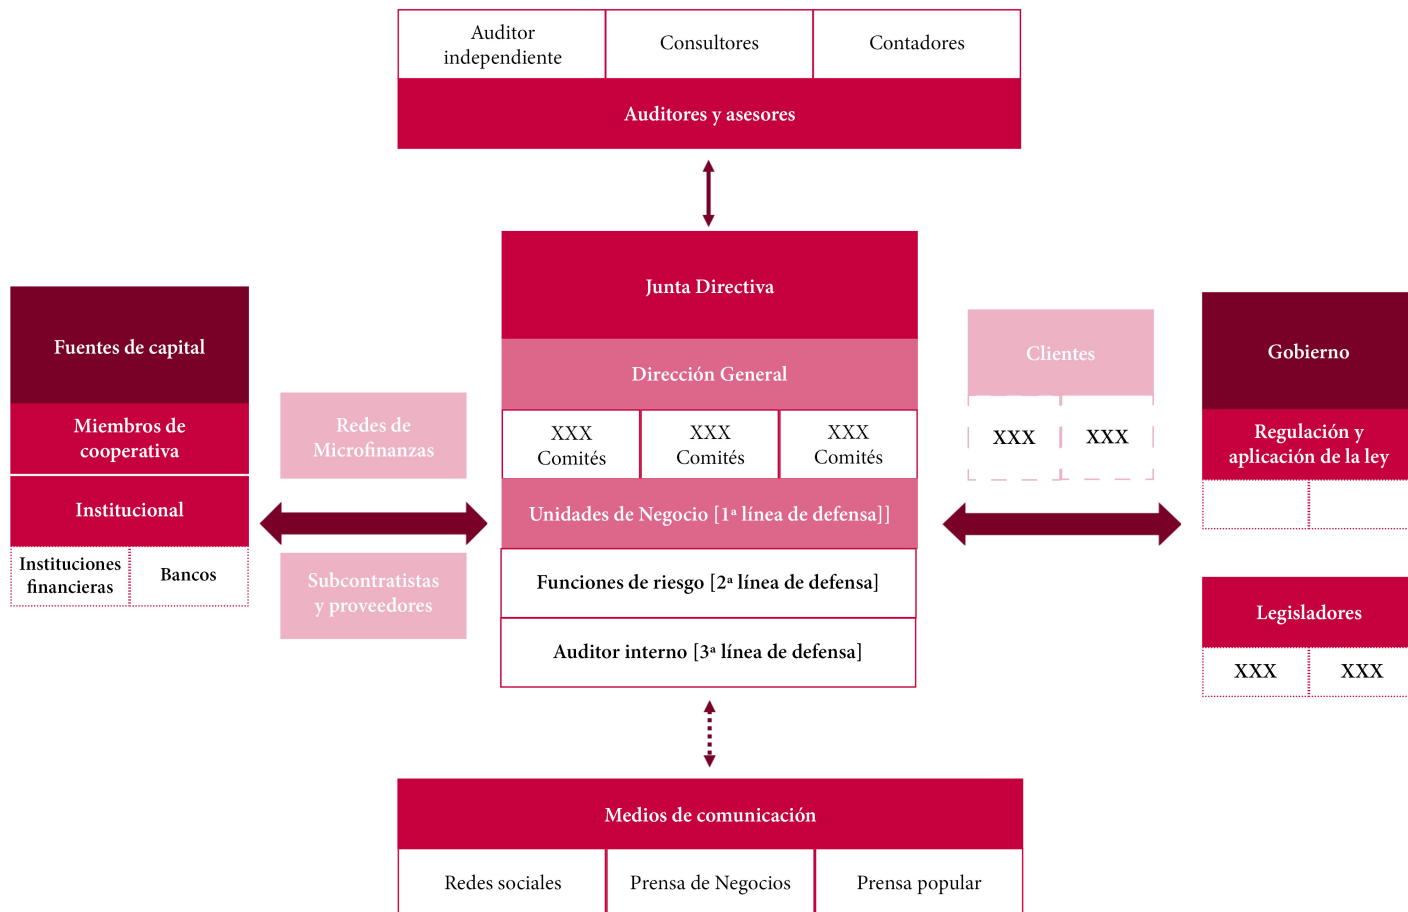 Auditor
independiente
Consultores
Contadores
Auditores y asesores
Junta Directiva
Dirección General
XXX
Comités
XXX
Comités
XXX
Comités
Unidades de Negocio [1ª línea de defensa]]
Funciones de riesgo [2ª línea de defensa]
Auditor interno [3ª línea de defensa]
Fuentes de capital
Miembros de
cooperativa
Institucional
Instituciones
financieras
Bancos
Redes de
Microfinanzas
Subcontratistas
y proveedores
Clientes
XXX
XXX
Gobierno
Regulación y
aplicación de la ley
Legisladores
XXX
XXX
Medios de comunicación
Redes sociales
Prensa de Negocios
Prensa popular